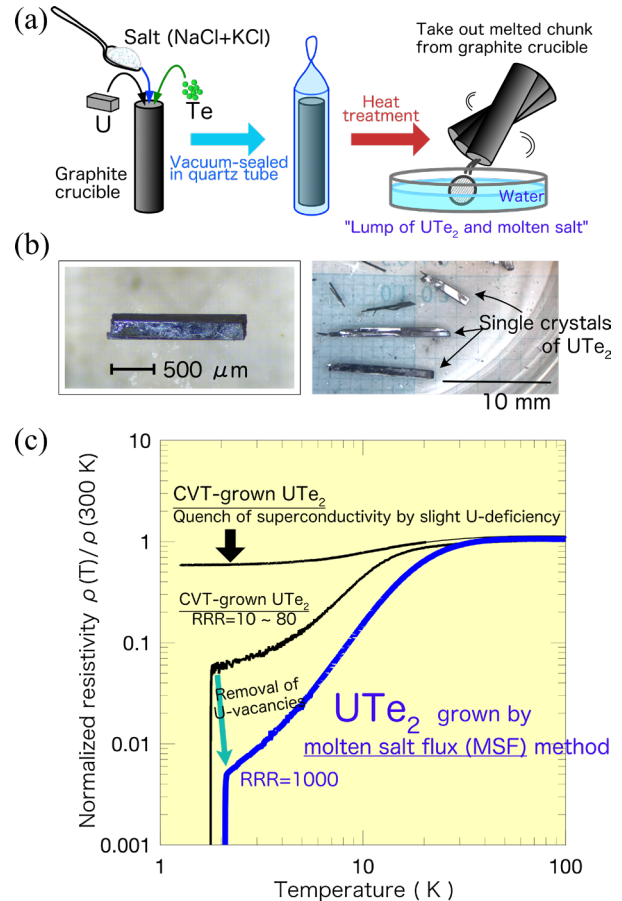 (a)
Salt (NaCl+KCl)
U
Te
Graphite
crucible
Vacuum-sealed
in quartz tube
Heat
treatment
Take out melted chunk
from graphite crucible
Water
"Lump of UTe₂ and molten salt"
(b)
500 μm
Single crystals
of UTe₂
10 mm
(c)
Normalized resistivity ρ(T)/ρ(300 K)
10
1
0.1
0.01
0.001
CVT-grown UTe₂
Quench of superconductivity by slight U-deficiency
CVT-grown UTe₂
RRR=10 ~ 80
Removal of
U-vacancies
UTe₂ grown by
molten salt flux (MSF) method
RRR=1000
1
10
100
Temperature ( K )